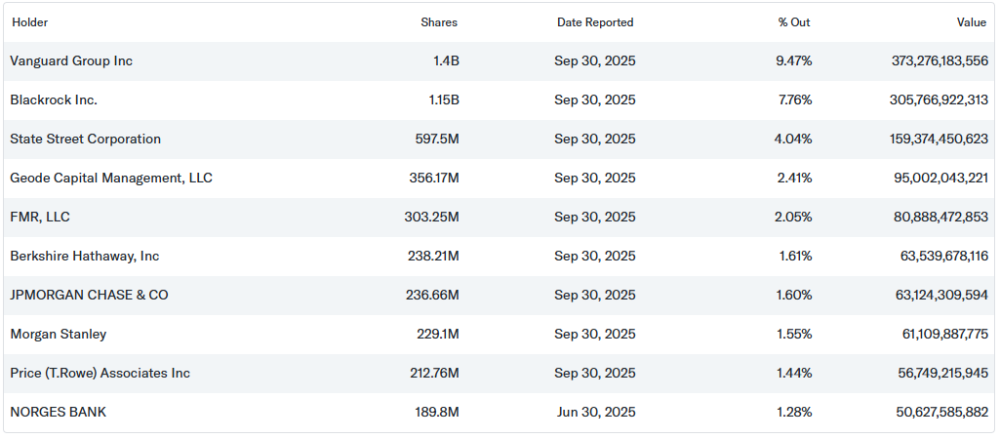 Holder Shares Date Reported % Out Value
Vanguard Group Inc 1.4B Sep 30, 2025 9.47% 373,276,183,556
Blackrock Inc. 1.15B Sep 30, 2025 7.76% 305,766,922,313
State Street Corporation 597.5M Sep 30, 2025 4.04% 159,374,450,623
Geode Capital Management, LLC 356.17M Sep 30, 2025 2.41% 95,002,043,221
FMR, LLC 303.25M Sep 30, 2025 2.05% 80,888,472,853
Berkshire Hathaway, Inc 238.21M Sep 30, 2025 1.61% 63,539,678,116
JPMORGAN CHASE & CO 236.66M Sep 30, 2025 1.60% 63,124,309,594
Morgan Stanley 229.1M Sep 30, 2025 1.55% 61,109,887,775
Price (T.Rowe) Associates Inc 212.76M Sep 30, 2025 1.44% 56,749,215,945
NORGES BANK 189.8M Jun 30, 2025 1.28% 50,627,585,882